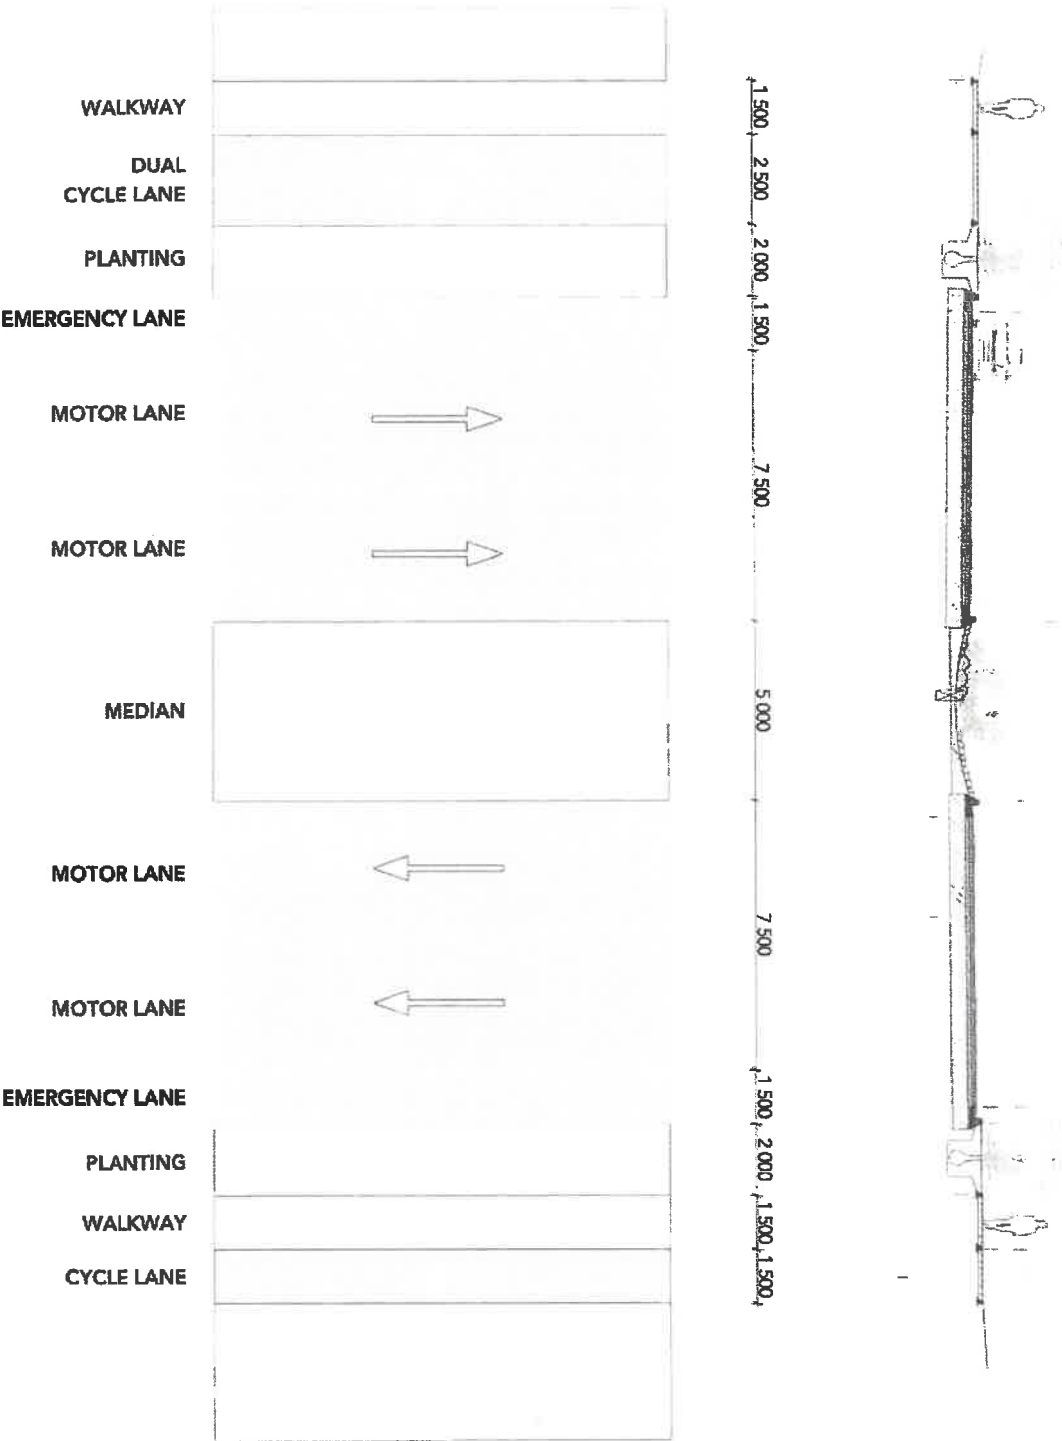 WALKWAY
DUAL
CYCLE LANE
PLANTING
EMERGENCY LANE
MOTOR LANE
MOTOR LANE
MEDIAN
MOTOR LANE
MOTOR LANE
EMERGENCY LANE
PLANTING
WALKWAY
CYCLE LANE
1 500
2 500
2 000
1 500
7 500
5 000
7 500
1 500
2 000
1 500
1 500